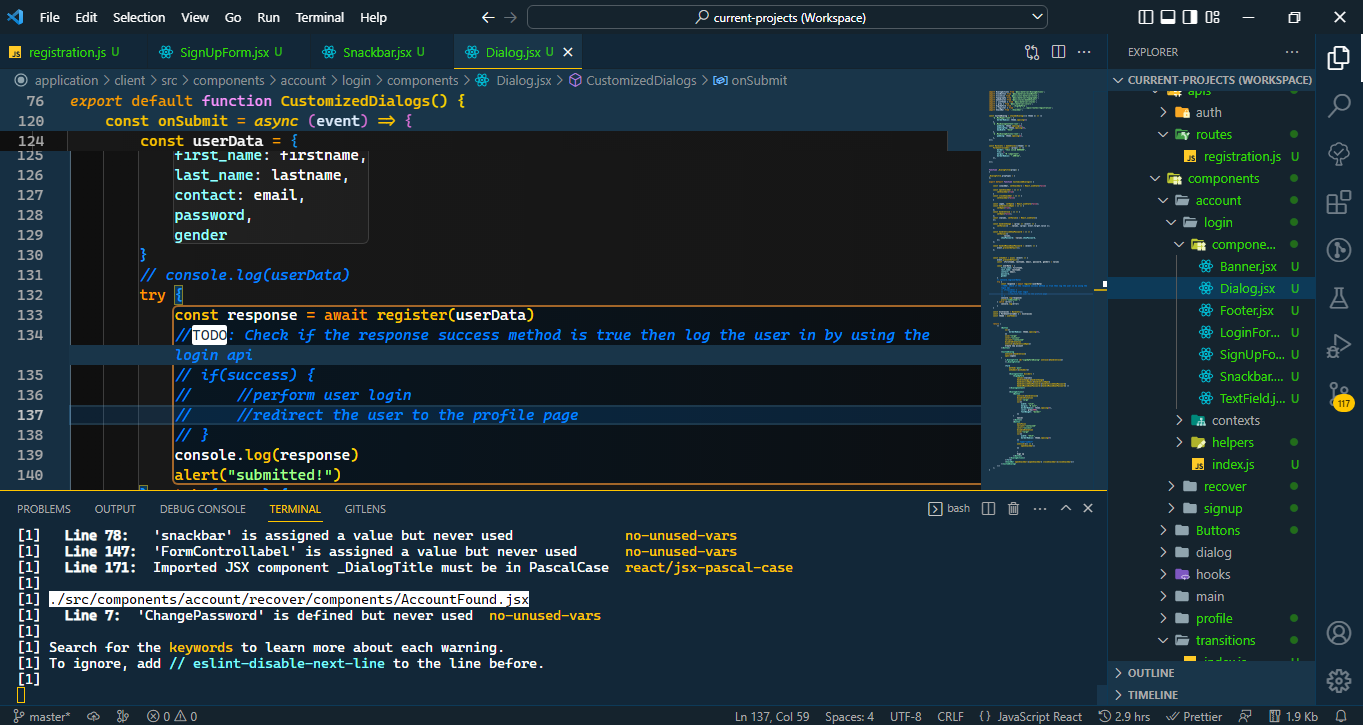 File Edit Selection View Go Run Terminal Help
current-projects (Workspace)
JS registration.js U
SignUpForm.jsx U
Snackbar.jsx U
Dialog.jsx U
EXPLORER
application > client > src > components > account > login > components > Dialog.jsx > CustomizedDialogs > onSubmit
76 export default function CustomizedDialogs() {
120 const onSubmit = async (event) => {
124 const userData = {
125 first_name: firstname,
126 last_name: lastname,
127 contact: email,
128 password,
129 gender
130 }
131 // console.log(userData)
132 try {
133 const response = await register(userData)
134 //TODO: Check if the response success method is true then log the user in by using the
login api
135 // if(success) {
136 // //perform user login
137 // //redirect the user to the profile page
138 // }
139 console.log(response)
140 alert("submitted!")
CURRENT-PROJECTS (WORKSPACE)
apis
auth
routes
JS registration.js U
components
account
login
compone...
Banner.jsx U
Dialog.jsx U
Footer.jsx U
LoginFor... U
SignUpFo... U
Snackbar.... U
TextField.j... U
contexts
helpers
JS index.js U
recover
signup
Buttons
dialog
hooks
main
profile
transitions
index.js U
OUTLINE
TIMELINE
117
PROBLEMS OUTPUT DEBUG CONSOLE TERMINAL GITLENS
bash
[1] Line 78: 'snackbar' is assigned a value but never used no-unused-vars
[1] Line 147: 'FormControllabel' is assigned a value but never used no-unused-vars
[1] Line 171: Imported JSX component _DialogTitle must be in PascalCase react/jsx-pascal-case
[1]
[1] ./src/components/account/recover/components/AccountFound.jsx
[1] Line 7: 'ChangePassword' is defined but never used no-unused-vars
[1]
[1] Search for the keywords to learn more about each warning.
[1] To ignore, add // eslint-disable-next-line to the line before.
[1]
master* 0 0 Ln 137, Col 59 Spaces: 4 UTF-8 CRLF {} JavaScript React 2.9 hrs Prettier 1.9 Kb